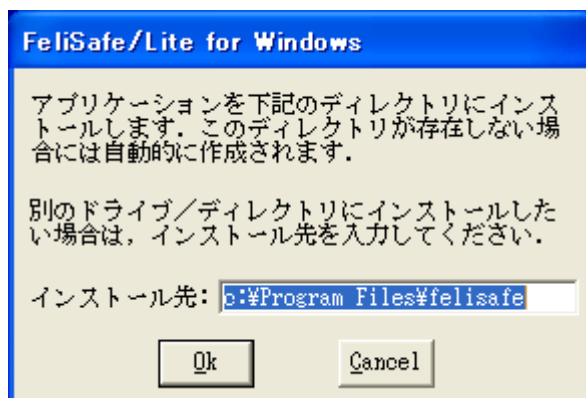 FeliSafe/Lite for Windows
アプリケーションを下記のディレクトリにインス
トールします．このディレクトリが存在しない場
合には自動的に作成されます．
別のドライブ／ディレクトリにインストールした
い場合は，インストール先を入力してください．
インストール先: c:¥Program Files¥felisafe
Ok Cancel